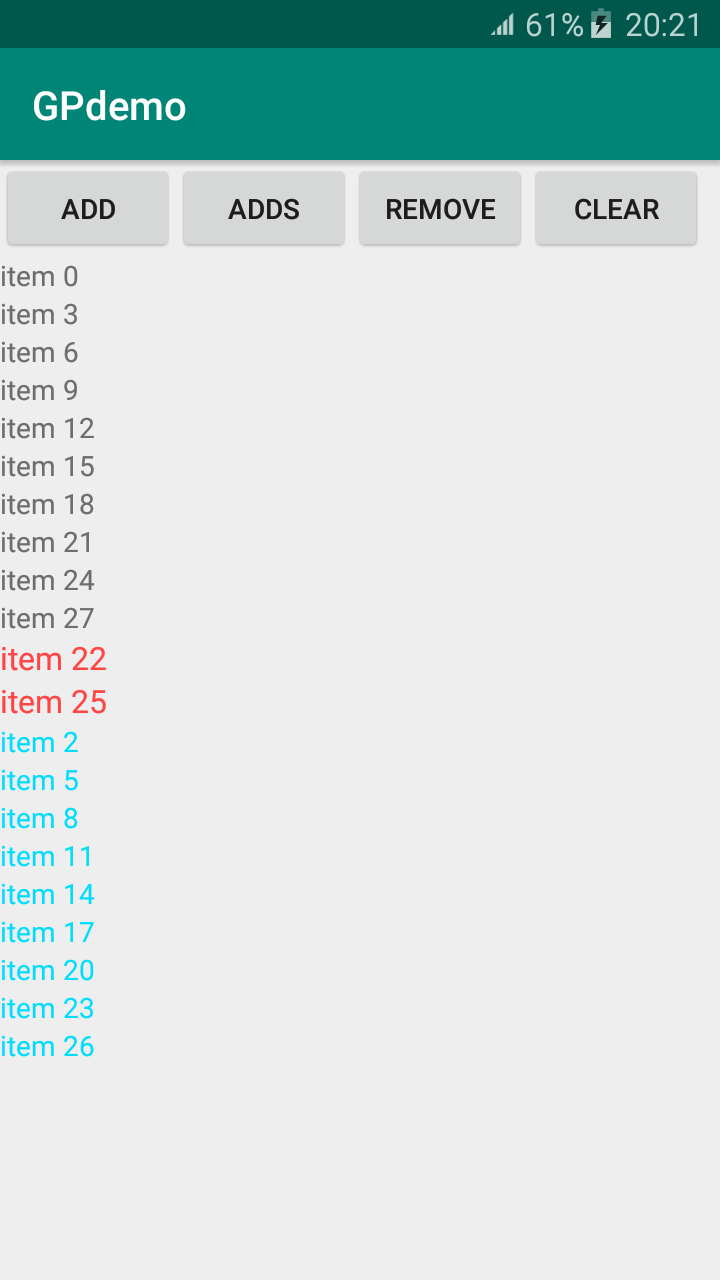 61% 20:21
GPdemo
ADD ADDS REMOVE CLEAR
item 0
item 3
item 6
item 9
item 12
item 15
item 18
item 21
item 24
item 27
item 22
item 25
item 2
item 5
item 8
item 11
item 14
item 17
item 20
item 23
item 26